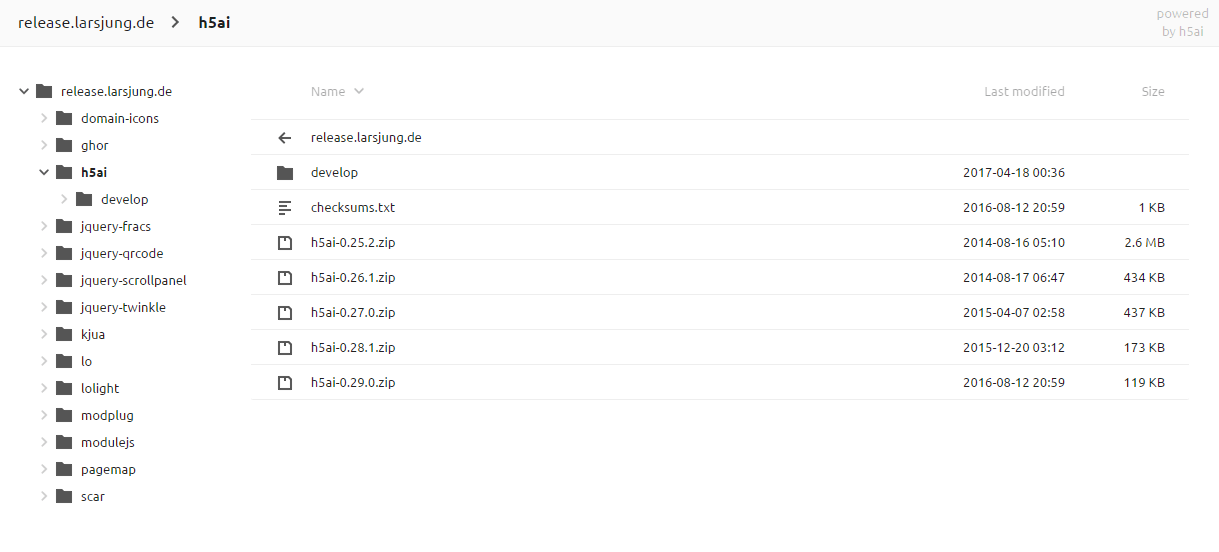 release.larsjung.de > h5ai
powered
by h5ai
release.larsjung.de
domain-icons
ghor
h5ai
develop
jquery-fracs
jquery-qrcode
jquery-scrollpanel
jquery-twinkle
kjua
lo
lolight
modplug
modulejs
pagemap
scar
Name Last modified Size
release.larsjung.de
develop 2017-04-18 00:36
checksums.txt 2016-08-12 20:59 1 KB
h5ai-0.25.2.zip 2014-08-16 05:10 2.6 MB
h5ai-0.26.1.zip 2014-08-17 06:47 434 KB
h5ai-0.27.0.zip 2015-04-07 02:58 437 KB
h5ai-0.28.1.zip 2015-12-20 03:12 173 KB
h5ai-0.29.0.zip 2016-08-12 20:59 119 KB